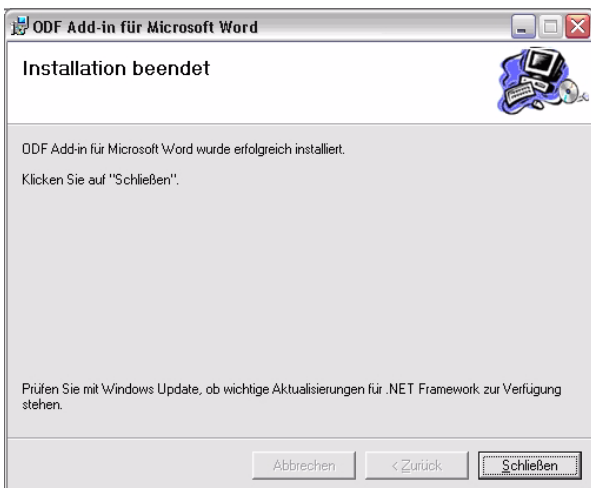 ODF Add-in für Microsoft Word
Installation beendet
ODF Add-in für Microsoft Word wurde erfolgreich installiert.
Klicken Sie auf "Schließen".
Prüfen Sie mit Windows Update, ob wichtige Aktualisierungen für .NET Framework zur Verfügung
stehen.
Abbrechen < Zurück Schließen